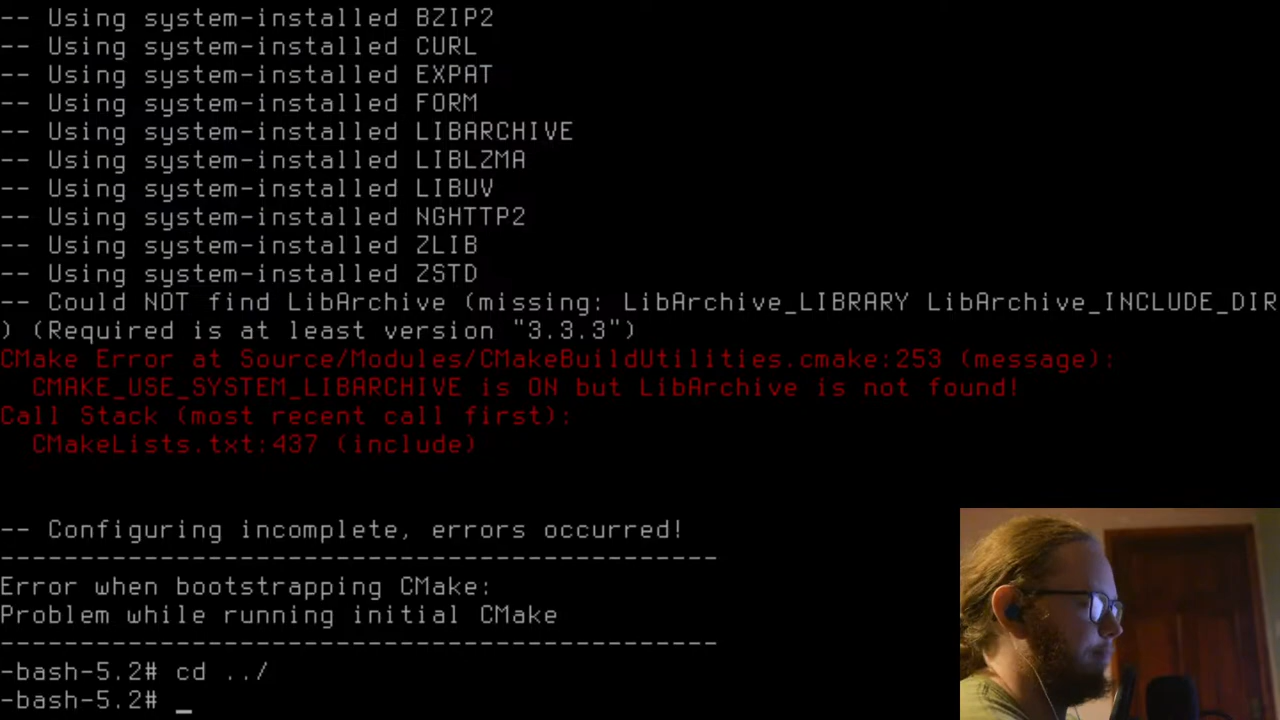 -- Using system-installed BZIP2
-- Using system-installed CURL
-- Using system-installed EXPAT
-- Using system-installed FORM
-- Using system-installed LIBARCHIVE
-- Using system-installed LIBLZMA
-- Using system-installed LIBUV
-- Using system-installed NGHTTP2
-- Using system-installed ZLIB
-- Using system-installed ZSTD
-- Could NOT find LibArchive (missing: LibArchive_LIBRARY LibArchive_INCLUDE_DIR
) (Required is at least version "3.3.3")
CMake Error at Source/Modules/CMakeBuildUtilities.cmake:253 (message):
  CMAKE_USE_SYSTEM_LIBARCHIVE is ON but LibArchive is not found!
Call Stack (most recent call first):
  CMakeLists.txt:437 (include)
-- Configuring incomplete, errors occurred!
---------------------------------------------
Error when bootstrapping CMake:
Problem while running initial CMake
---------------------------------------------
-bash-5.2# cd ../
-bash-5.2# _